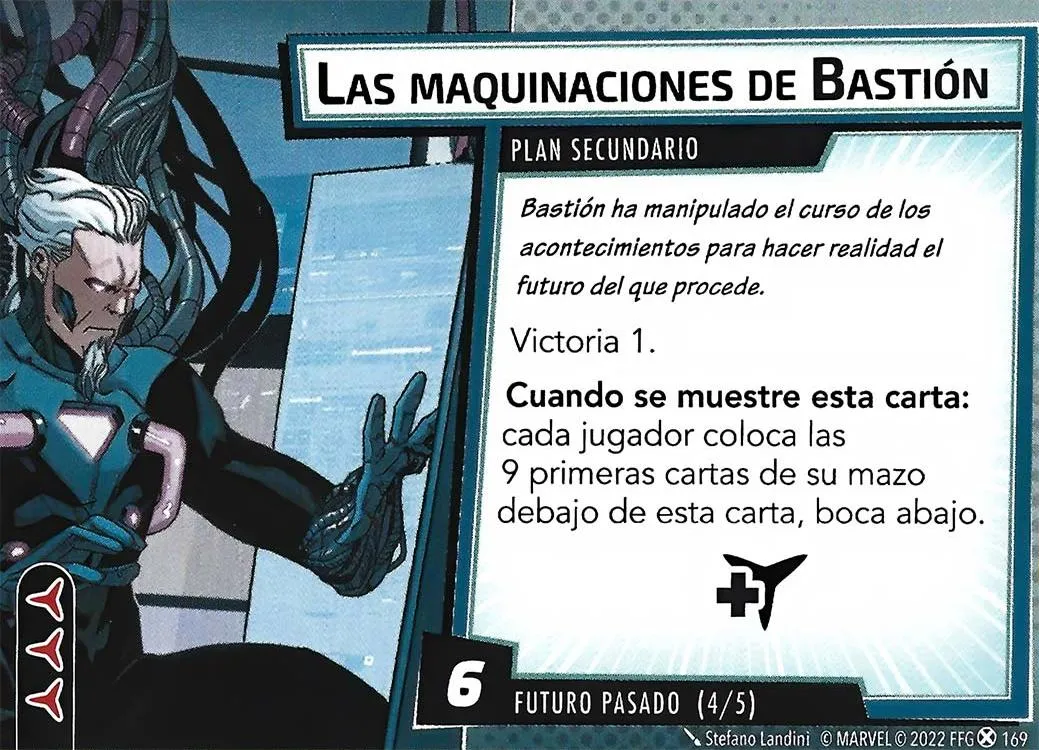 LAS MAQUINACIONES DE BASTIÓN
PLAN SECUNDARIO
Bastión ha manipulado el curso de los
acontecimientos para hacer realidad el
futuro del que procede.
Victoria 1.
Cuando se muestre esta carta:
cada jugador coloca las
9 primeras cartas de su mazo
debajo de esta carta, boca abajo.
6
FUTURO PASADO (4/5)
Stefano Landini © MARVEL © 2022 FFG 169